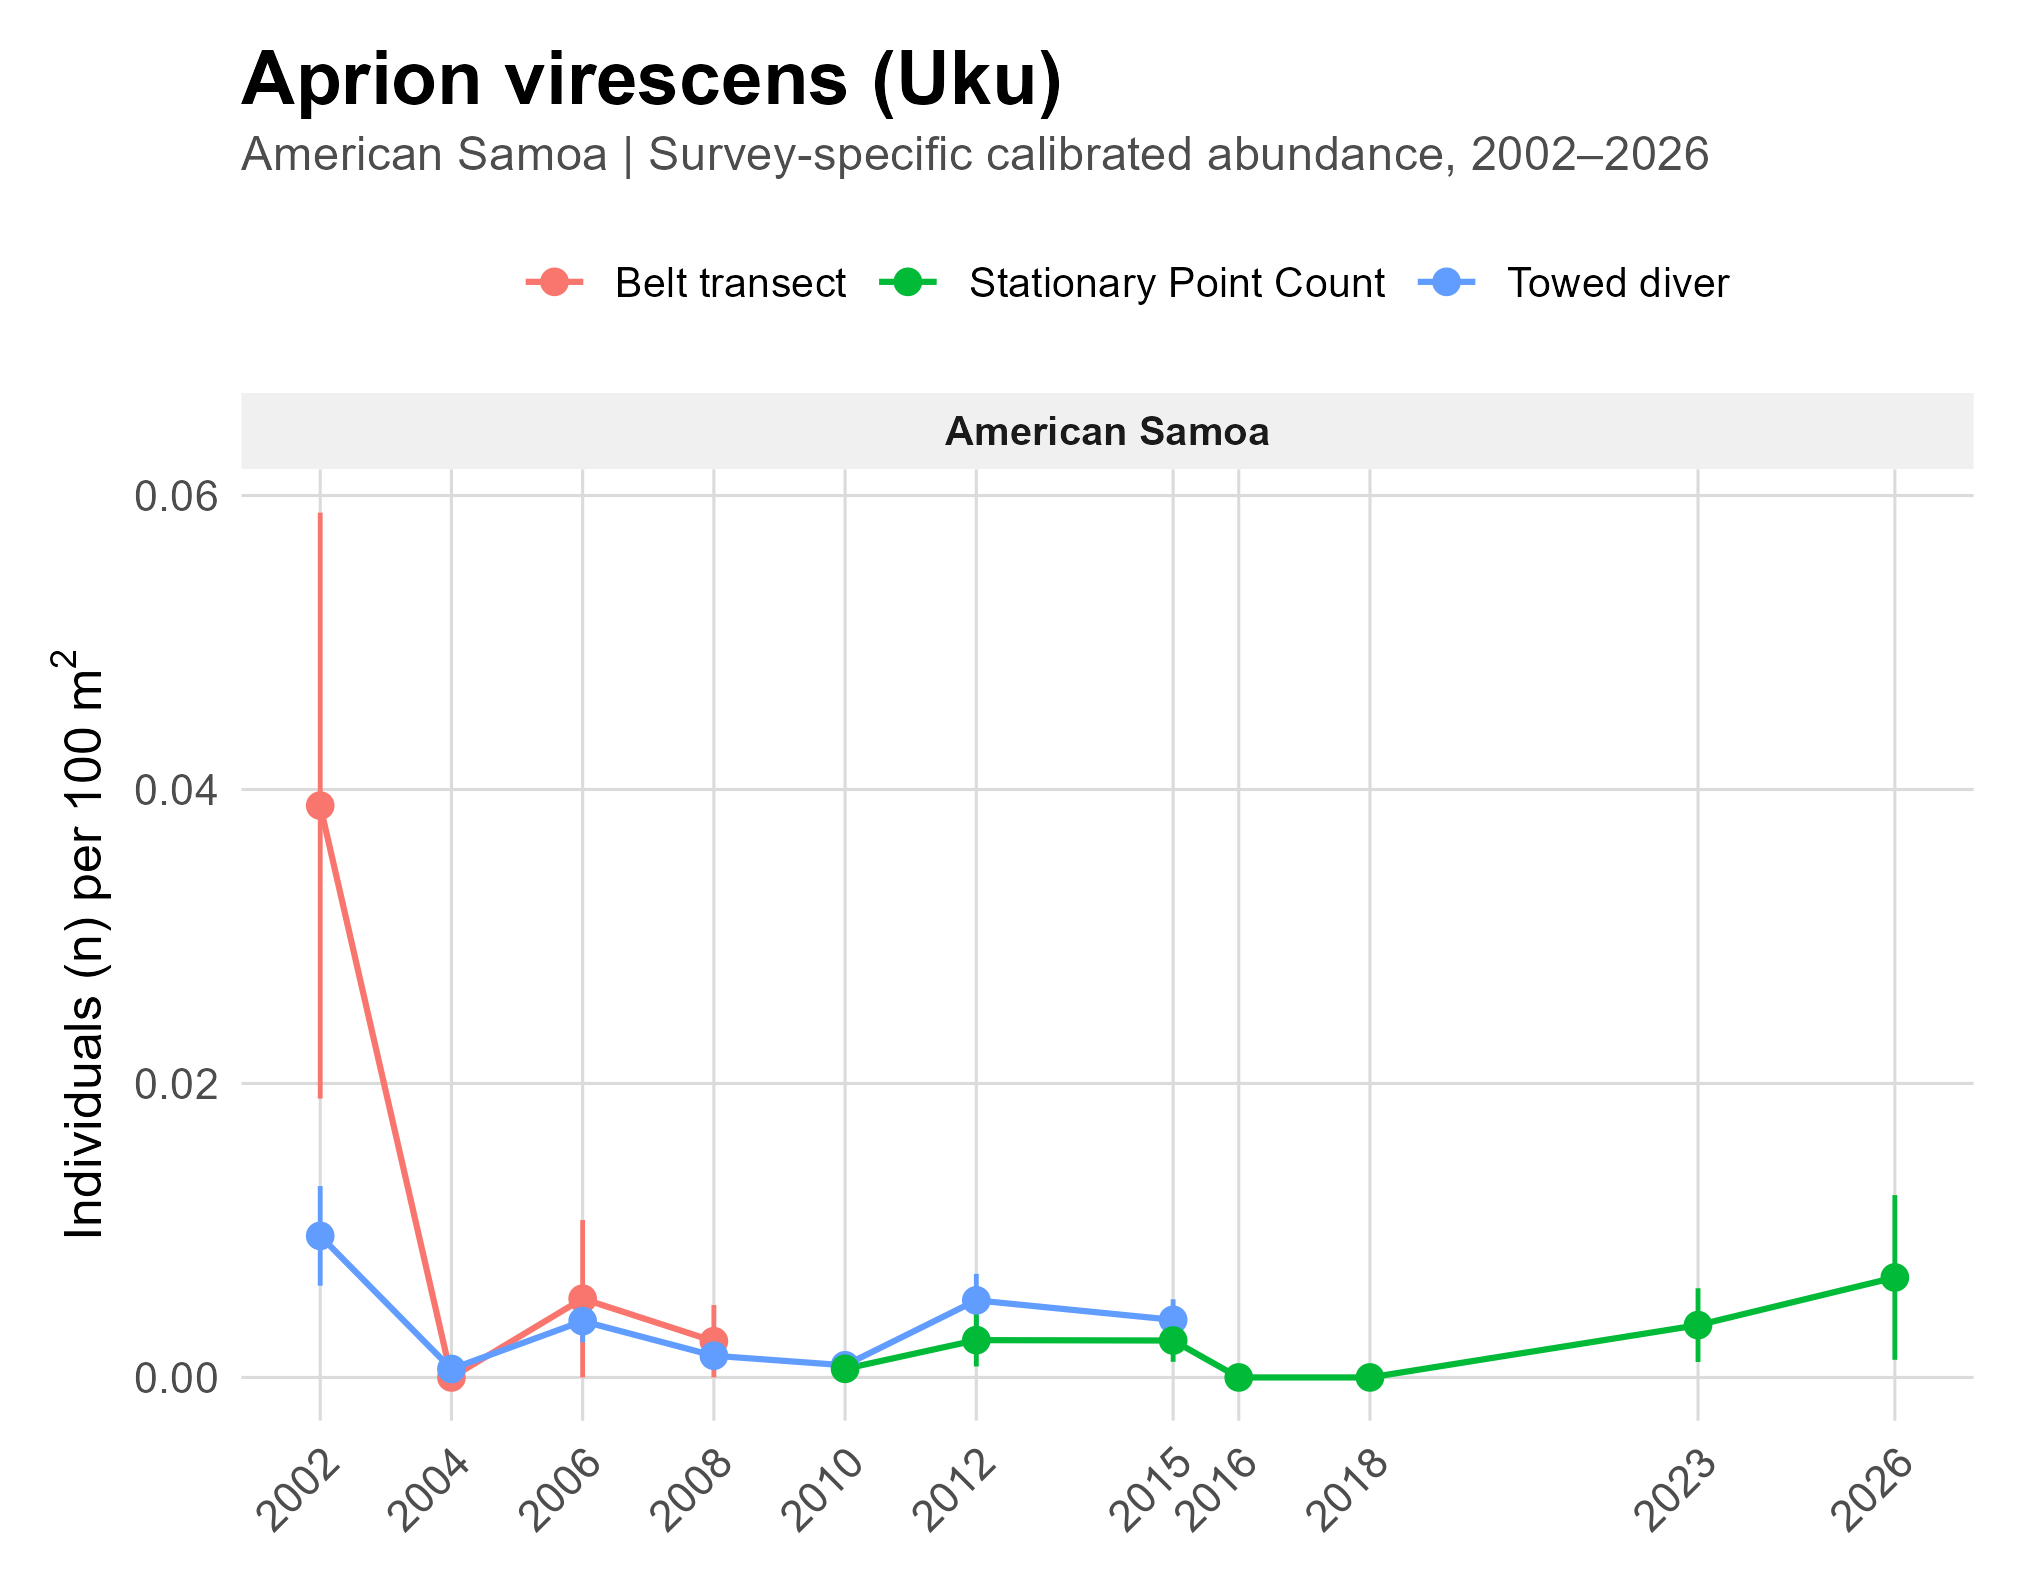 Aprion virescens (Uku)
American Samoa | Survey-specific calibrated abundance, 2002–2026
Belt transect Stationary Point Count Towed diver
American Samoa
Individuals (n) per 100 m²
0.06
0.04
0.02
0.00
2002 2004 2006 2008 2010 2012 2015 2016 2018 2023 2026